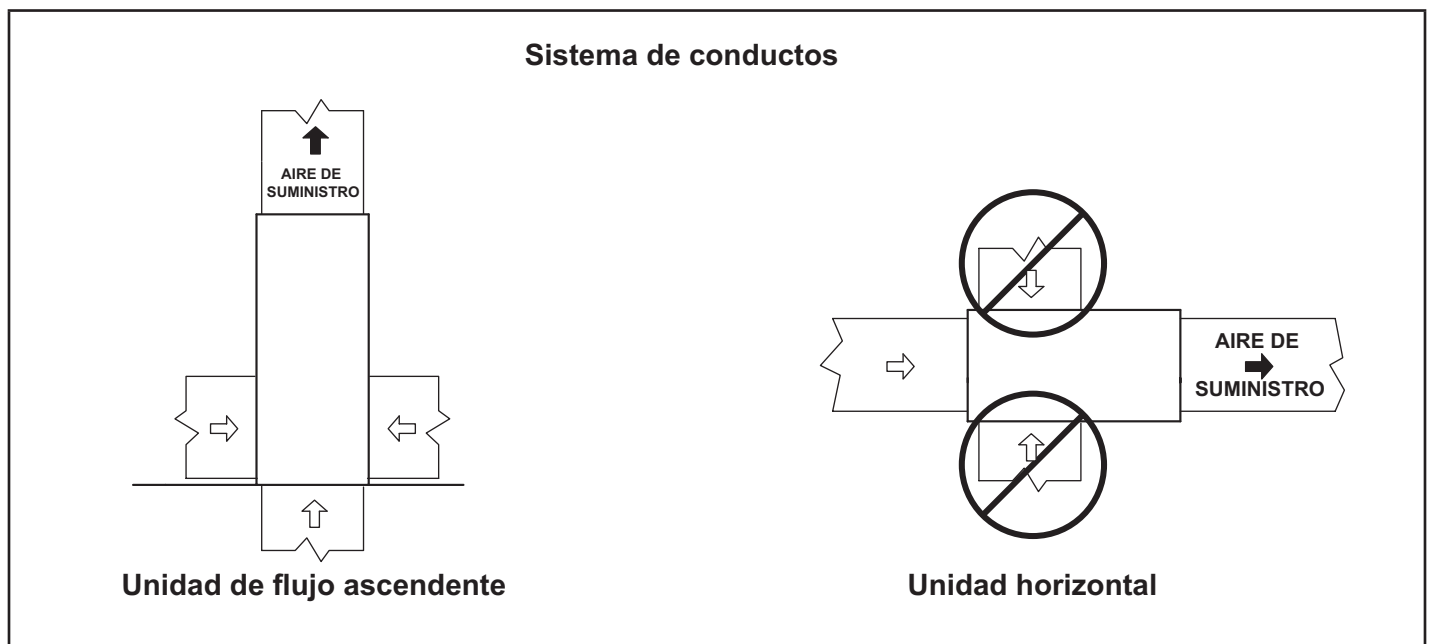 Sistema de conductos
AIRE DE
SUMINISTRO
AIRE DE
SUMINISTRO
Unidad de flujo ascendente
Unidad horizontal